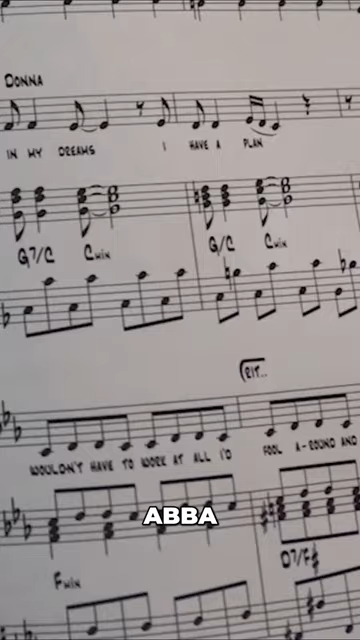 DONNA
IN MY DREAMS I HAVE A PLAN
G7/C Cmin G/C Cmin
(RIT...
WOULDN'T HAVE TO WORK AT ALL I'D FOOL A-ROUND AND
ABBA
Fmin D7/F#